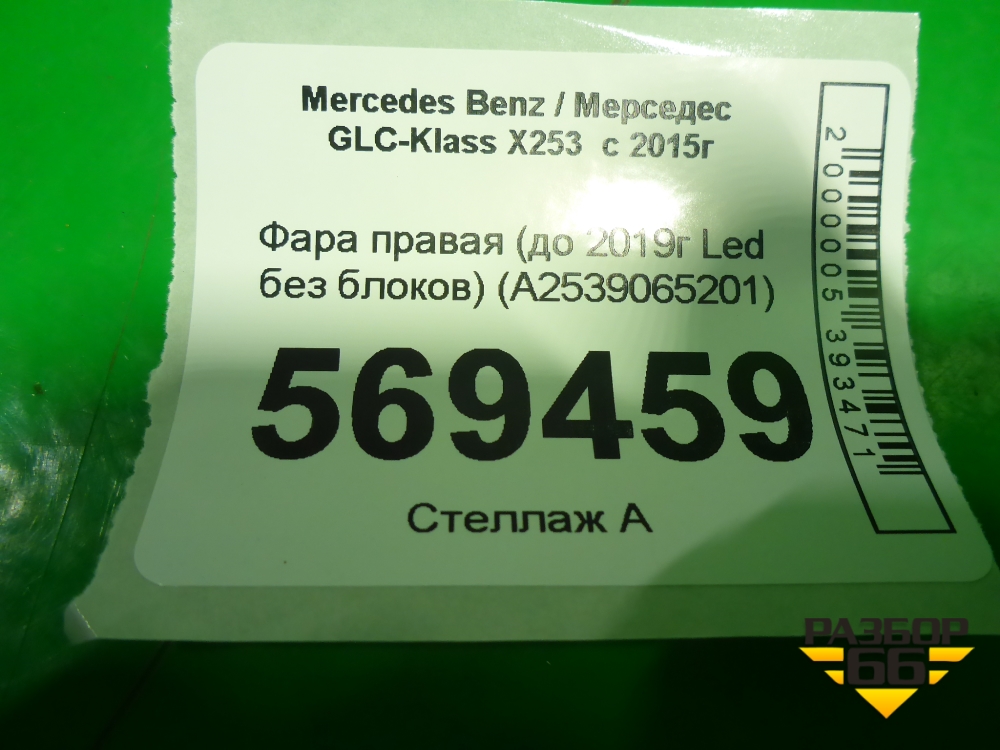 Mercedes Benz / Мерседес
GLC-Klass X253 с 2015г
Фара правая (до 2019г Led
без блоков) (A2539065201)
569459
Стеллаж А
2000005393471
РАЗБОР
66